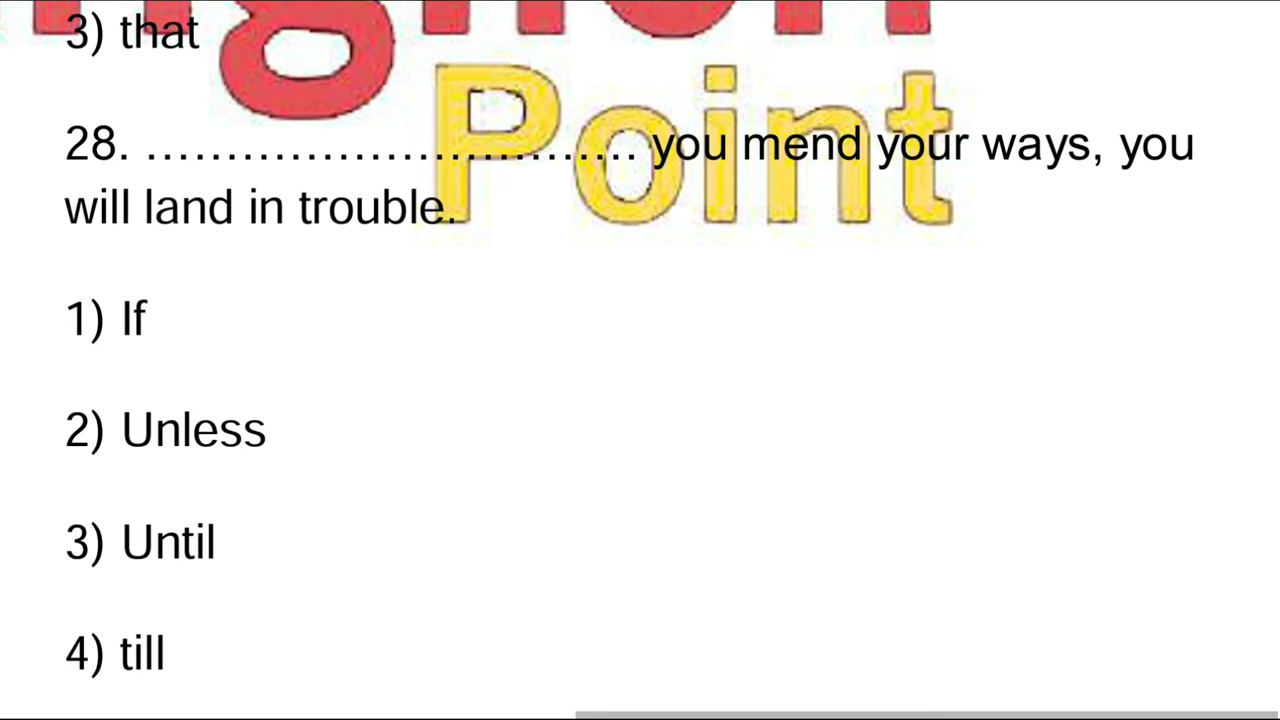 3) that
Point
28. ................................ you mend your ways, you
will land in trouble.
1) If
2) Unless
3) Until
4) till